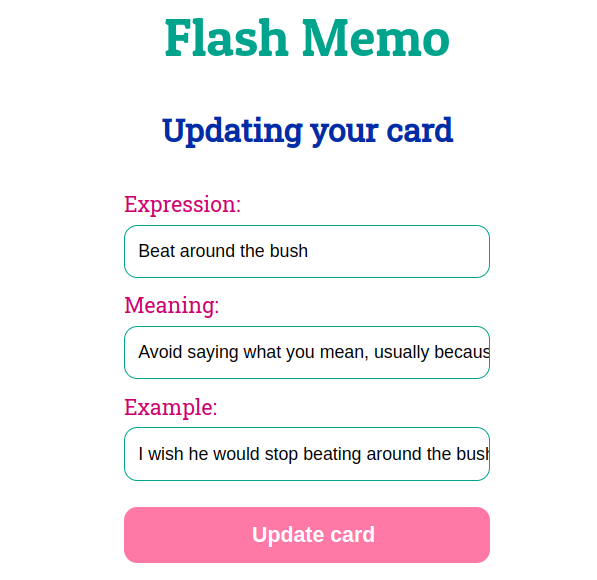 Flash Memo
Updating your card
Expression:
Beat around the bush
Meaning:
Avoid saying what you mean, usually becaus
Example:
I wish he would stop beating around the bush
Update card